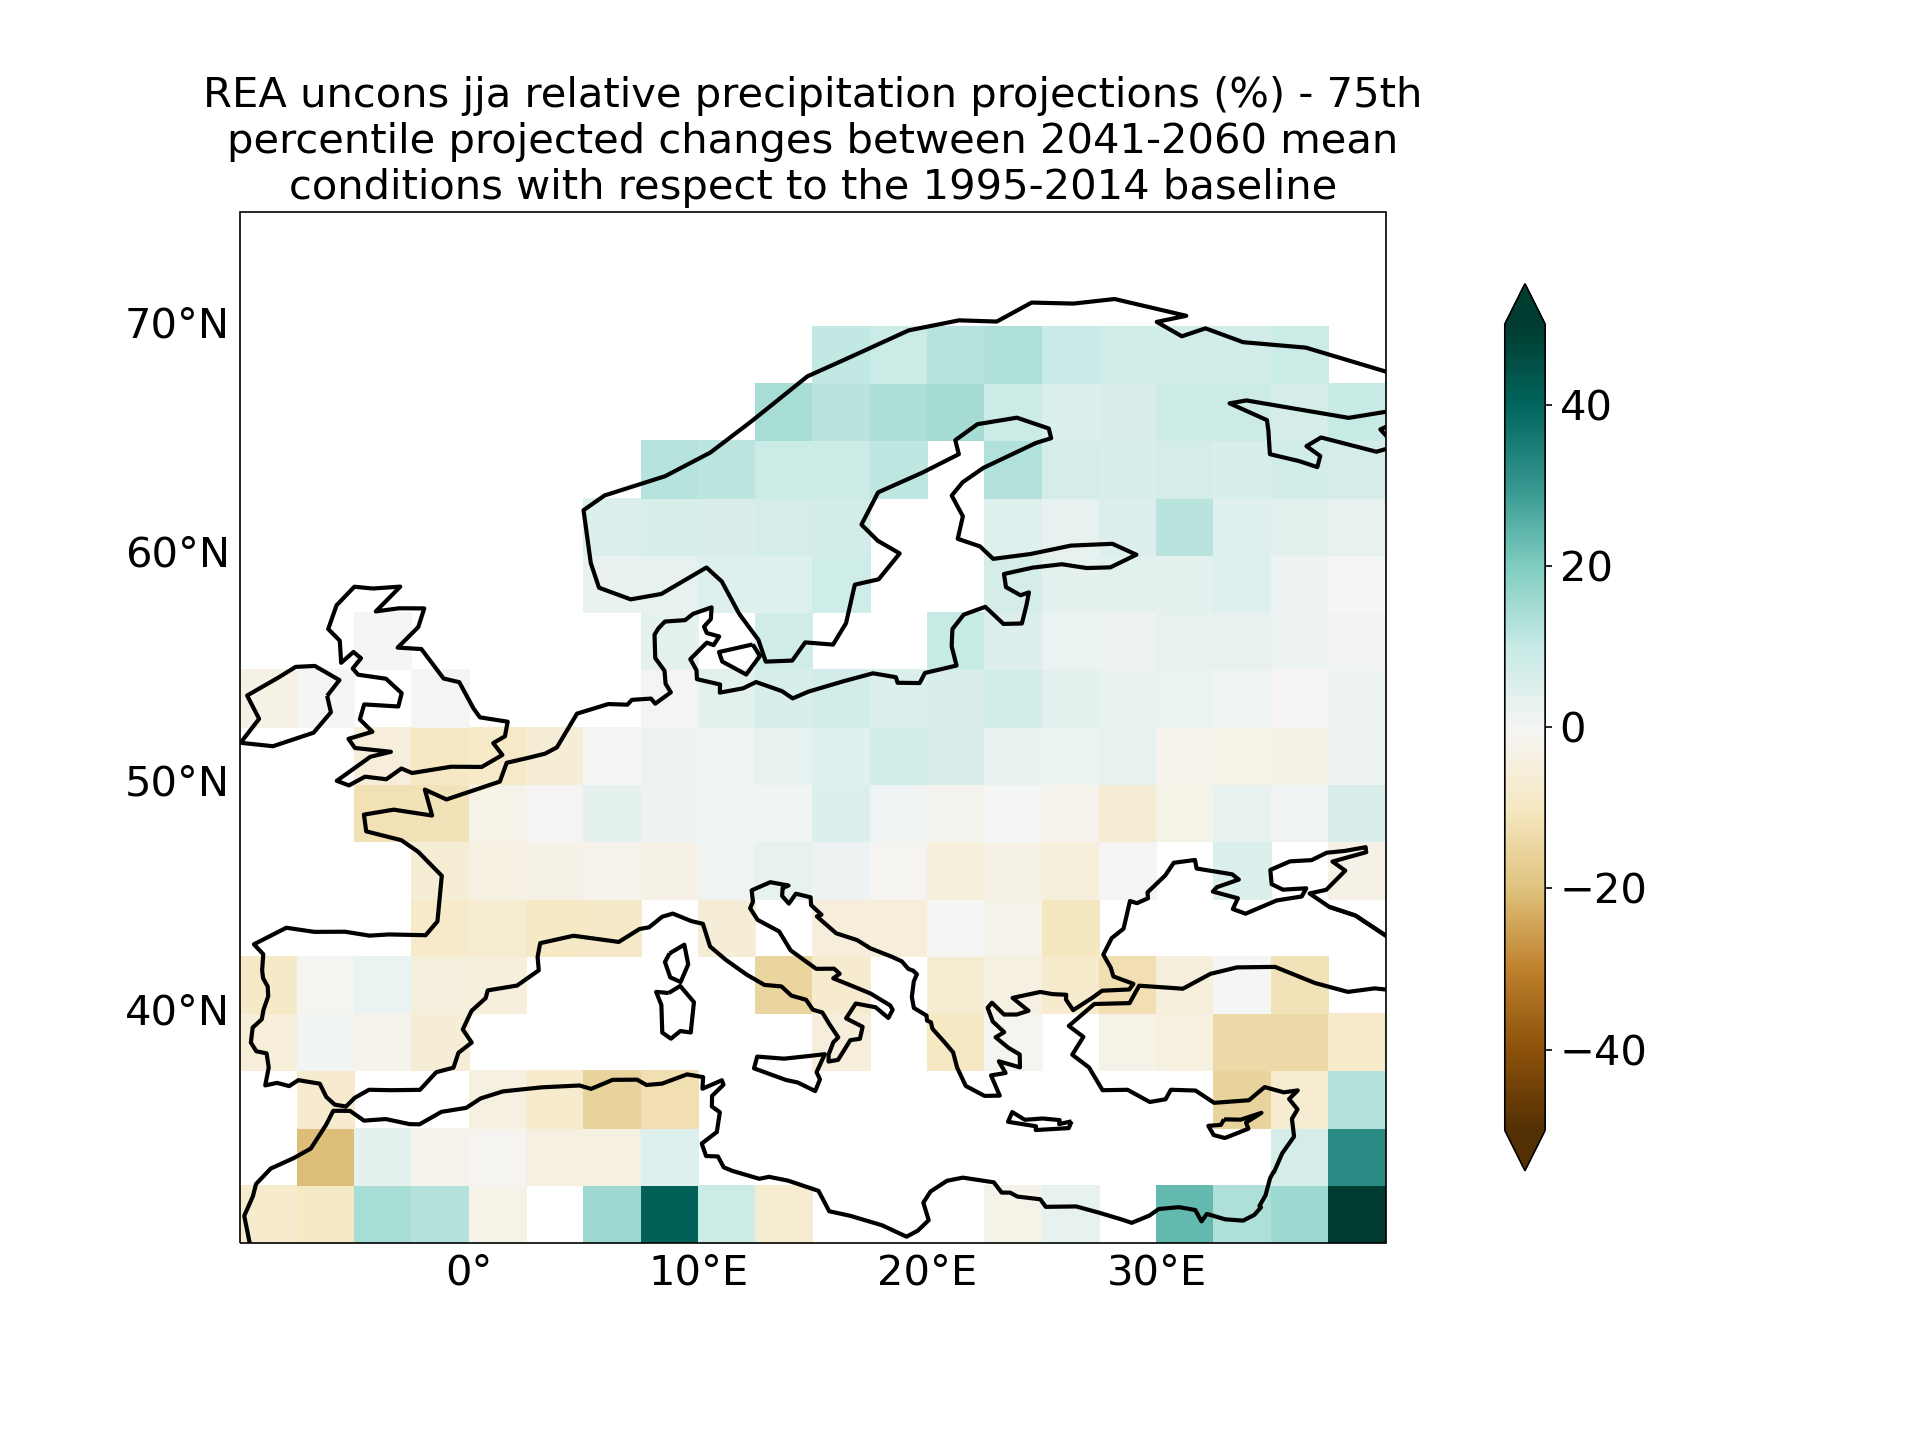 REA uncons jja relative precipitation projections (%) - 75th
percentile projected changes between 2041-2060 mean
conditions with respect to the 1995-2014 baseline
70°N
60°N
50°N
40°N
0°
10°E
20°E
30°E
40
20
0
−20
−40